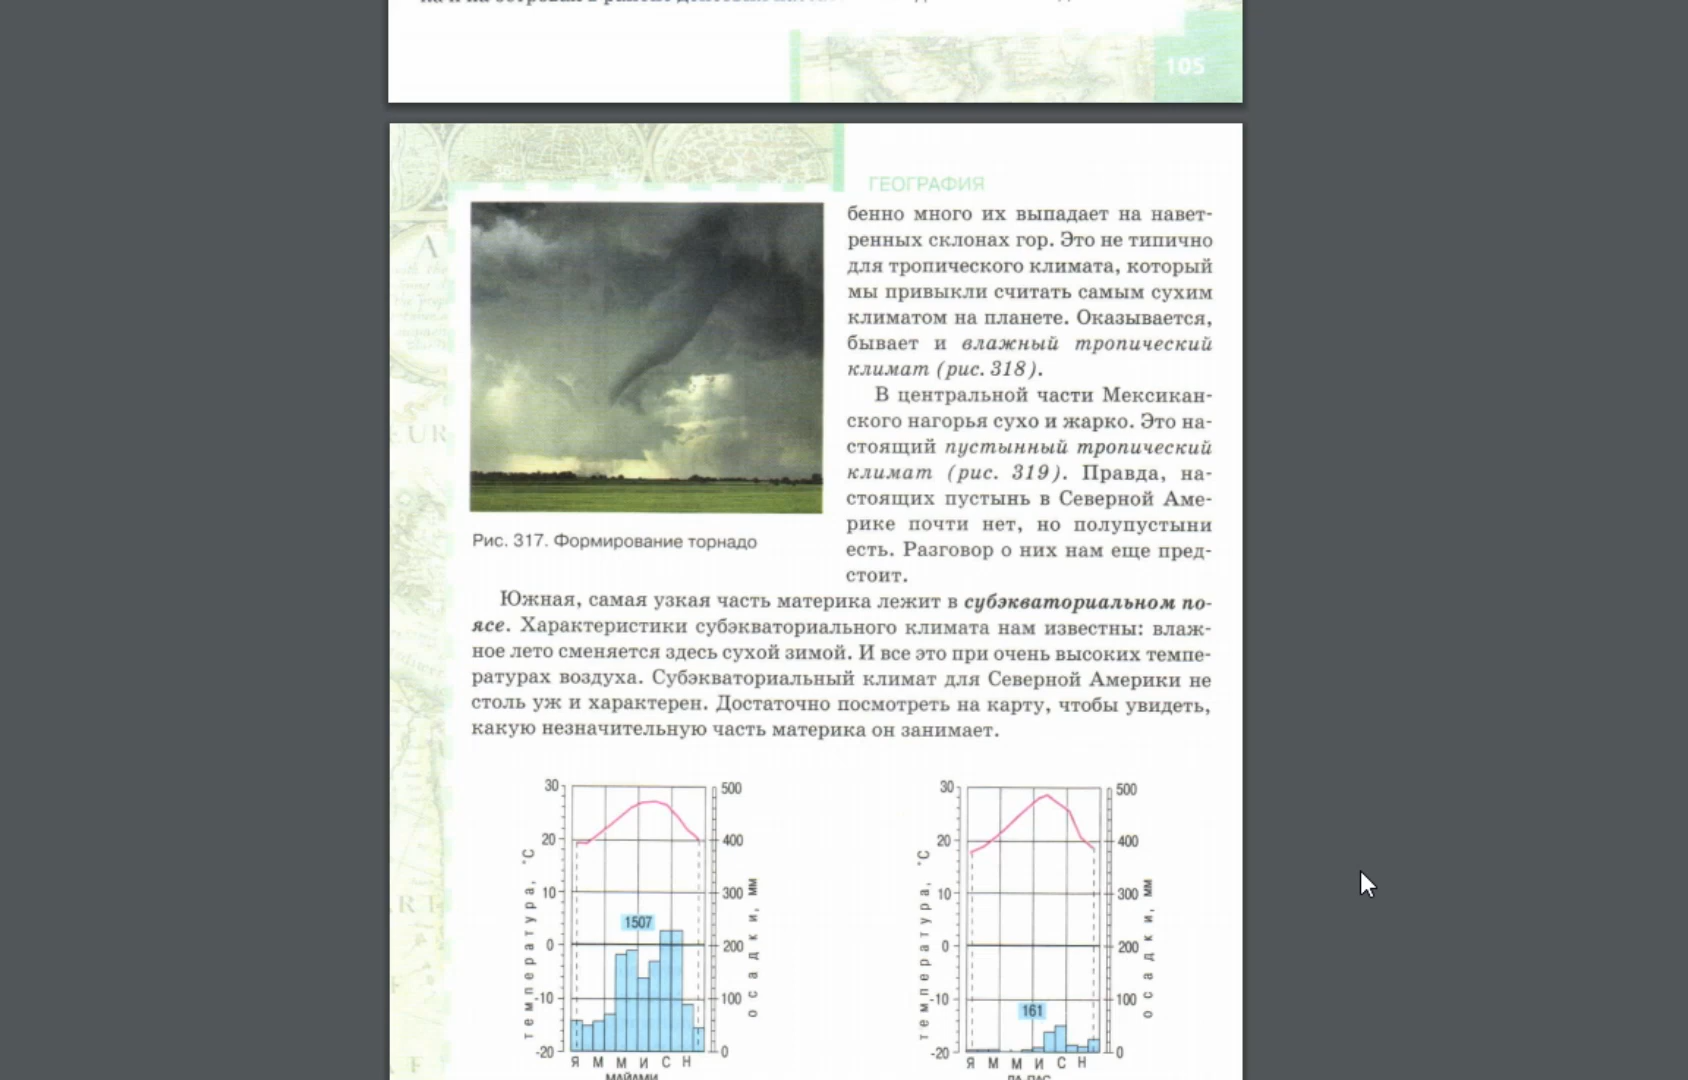 105
ГЕОГРАФИЯ
бенно много их выпадает на навет-
ренных склонах гор. Это не типично
для тропического климата, который
мы привыкли считать самым сухим
климатом на планете. Оказывается,
бывает и влажный тропический
климат (рис. 318).
В центральной части Мексикан-
ского нагорья сухо и жарко. Это на-
стоящий пустынный тропический
климат (рис. 319). Правда, на-
стоящих пустынь в Северной Аме-
рике почти нет, но полупустыни
есть. Разговор о них нам еще пред-
стоит.
Рис. 317. Формирование торнадо
Южная, самая узкая часть материка лежит в субэкваториальном по-
ясе. Характеристики субэкваториального климата нам известны: влаж-
ное лето сменяется здесь сухой зимой. И все это при очень высоких темпе-
ратурах воздуха. Субэкваториальный климат для Северной Америки не
столь уж и характерен. Достаточно посмотреть на карту, чтобы увидеть,
какую незначительную часть материка он занимает.
температура, °C
30
20
10
0
-10
-20
1507
500
400
300
200
100
0
осадки, мм
Я М М И С Н
МАЙАМИ
температура, °C
30
20
10
0
-10
-20
161
500
400
300
200
100
0
осадки, мм
Я М М И С Н
ЛА-ПАС